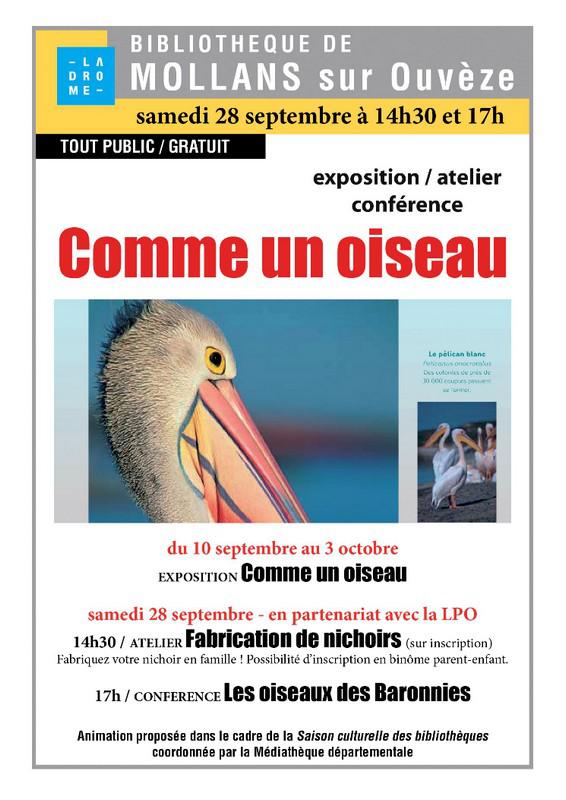 BIBLIOTHEQUE DE
– L A
D R O
M E –
MOLLANS sur Ouvèze
samedi 28 septembre à 14h30 et 17h
TOUT PUBLIC / GRATUIT
exposition / atelier
conférence
Comme un oiseau
Le pélican blanc
Pelicanus onocrotalus
Des colonies de près de
30 000 couples peuvent
se former.
du 10 septembre au 3 octobre
EXPOSITION Comme un oiseau
samedi 28 septembre - en partenariat avec la LPO
14h30 / ATELIER Fabrication de nichoirs (sur inscription)
Fabriquez votre nichoir en famille ! Possibilité d'inscription en binôme parent-enfant.
17h / CONFERENCE Les oiseaux des Baronnies
Animation proposée dans le cadre de la Saison culturelle des bibliothèques
coordonnée par la Médiathèque départementale